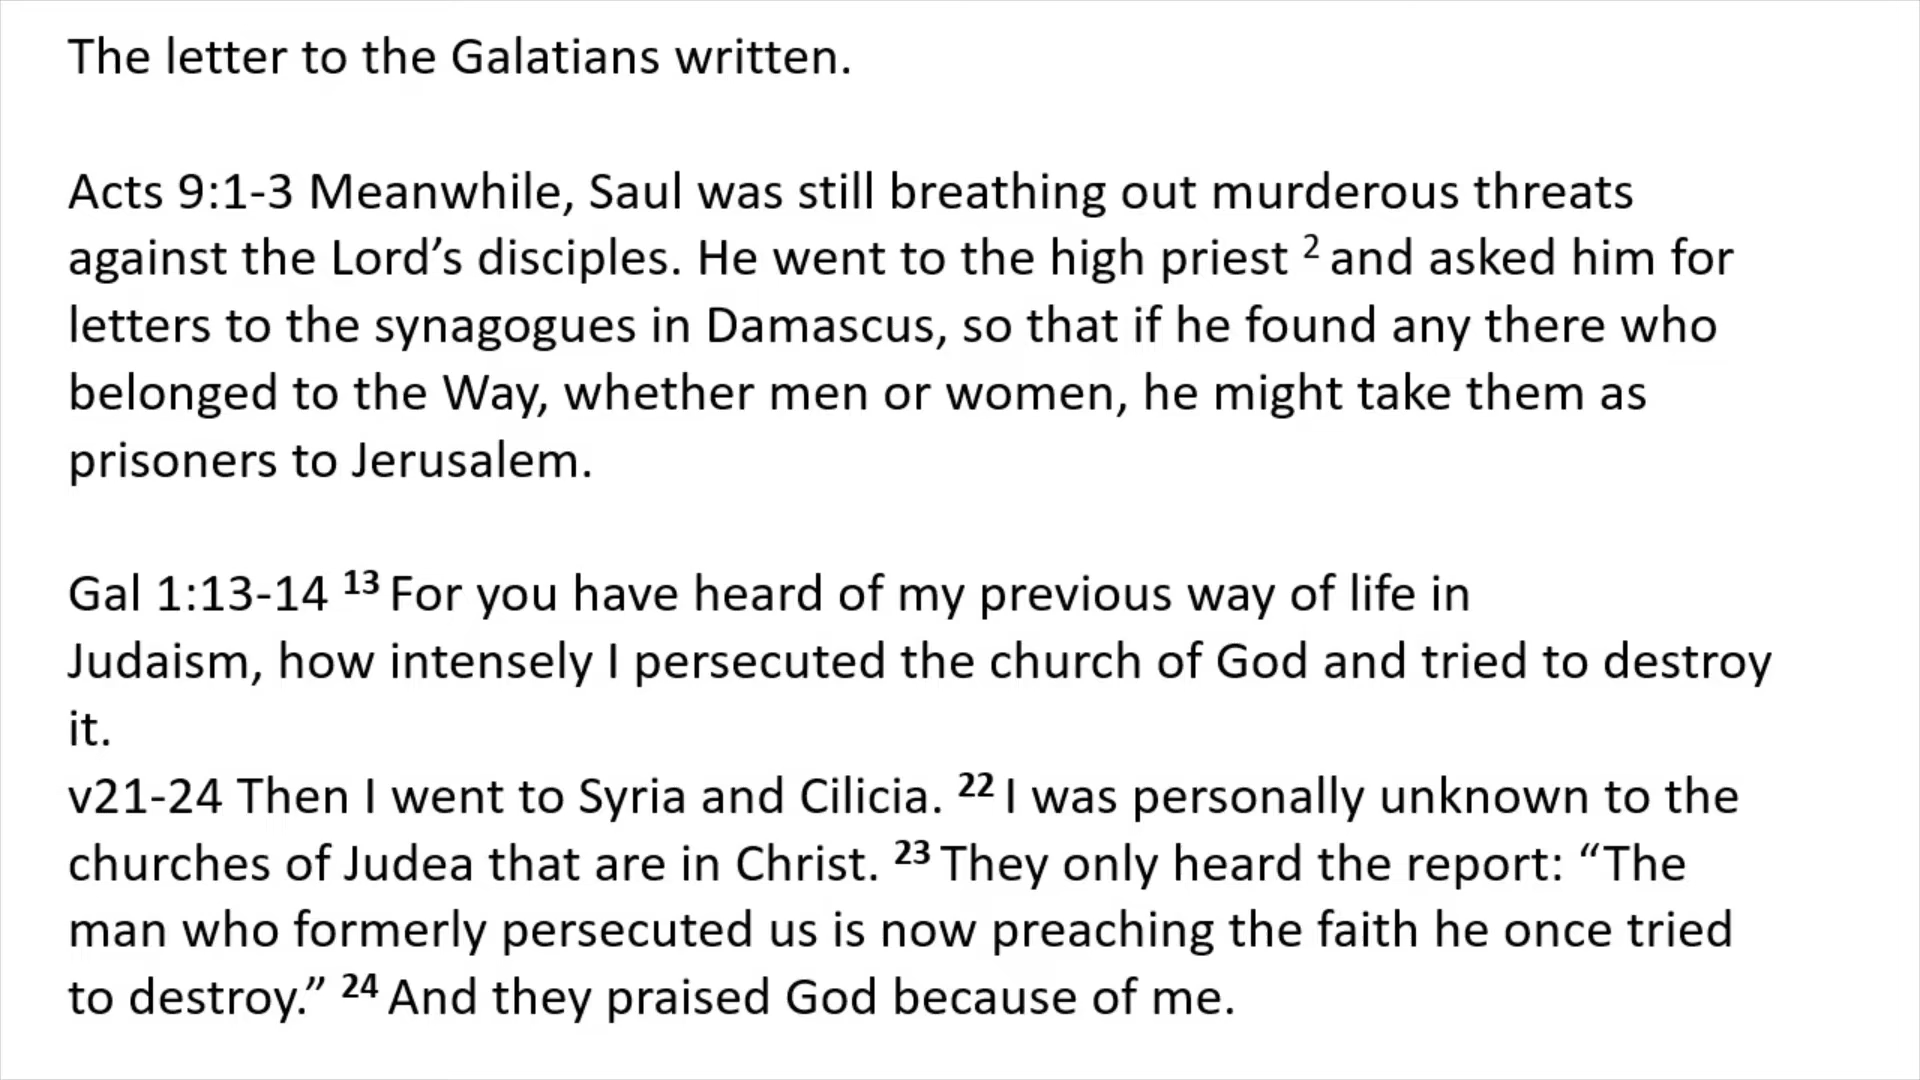 The letter to the Galatians written.
Acts 9:1-3 Meanwhile, Saul was still breathing out murderous threats
against the Lord’s disciples. He went to the high priest 2 and asked him for
letters to the synagogues in Damascus, so that if he found any there who
belonged to the Way, whether men or women, he might take them as
prisoners to Jerusalem.
Gal 1:13-14 13 For you have heard of my previous way of life in
Judaism, how intensely I persecuted the church of God and tried to destroy
it.
v21-24 Then I went to Syria and Cilicia. 22 I was personally unknown to the
churches of Judea that are in Christ. 23 They only heard the report: “The
man who formerly persecuted us is now preaching the faith he once tried
to destroy.” 24 And they praised God because of me.